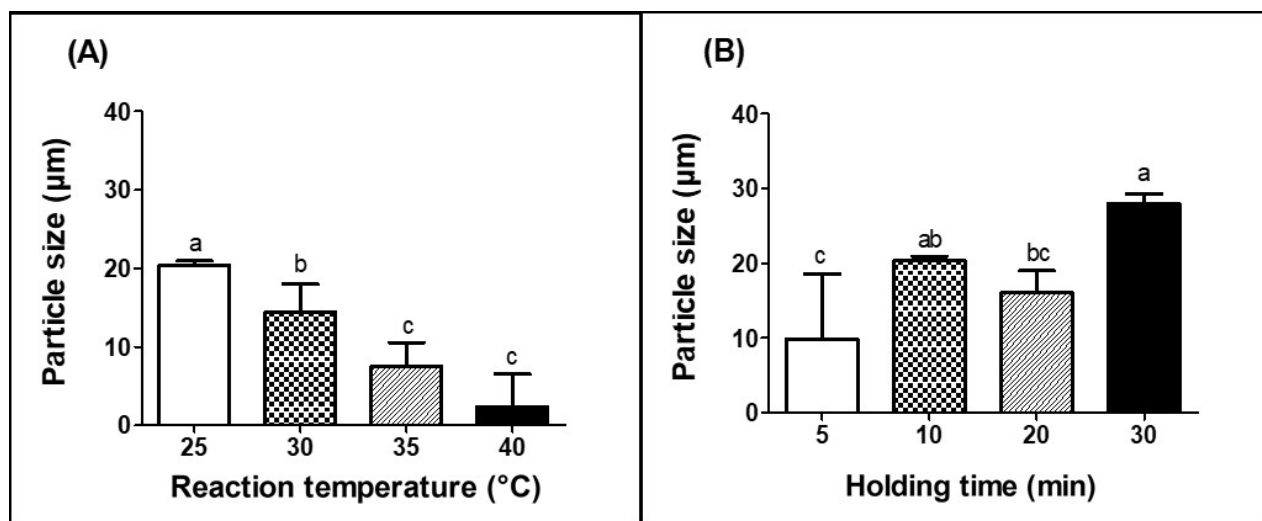 (A)
Particle size (µm)
40
30
20
10
0
a
b
c
c
25 30 35 40
Reaction temperature (°C)
(B)
Particle size (µm)
40
30
20
10
0
c
ab
bc
a
5 10 20 30
Holding time (min)